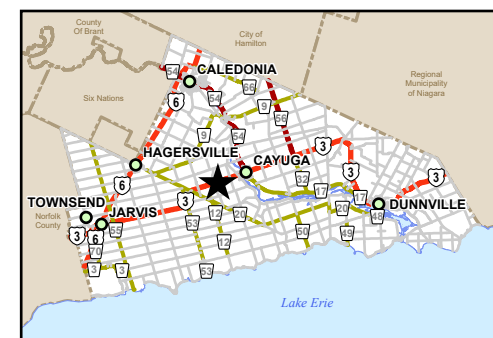 County
Of Brant
City of
Hamilton
Regional
Municipality
of Niagara
Six Nations
Norfolk
County
CALEDONIA
HAGERSVILLE
CAYUGA
TOWNSEND
JARVIS
DUNNVILLE
Lake Erie
54
6
54
66
9
56
9
54
3
3
3
6
3
32
17
17
53
20
12
20
48
3
6
55
70
12
50
49
3
3
53